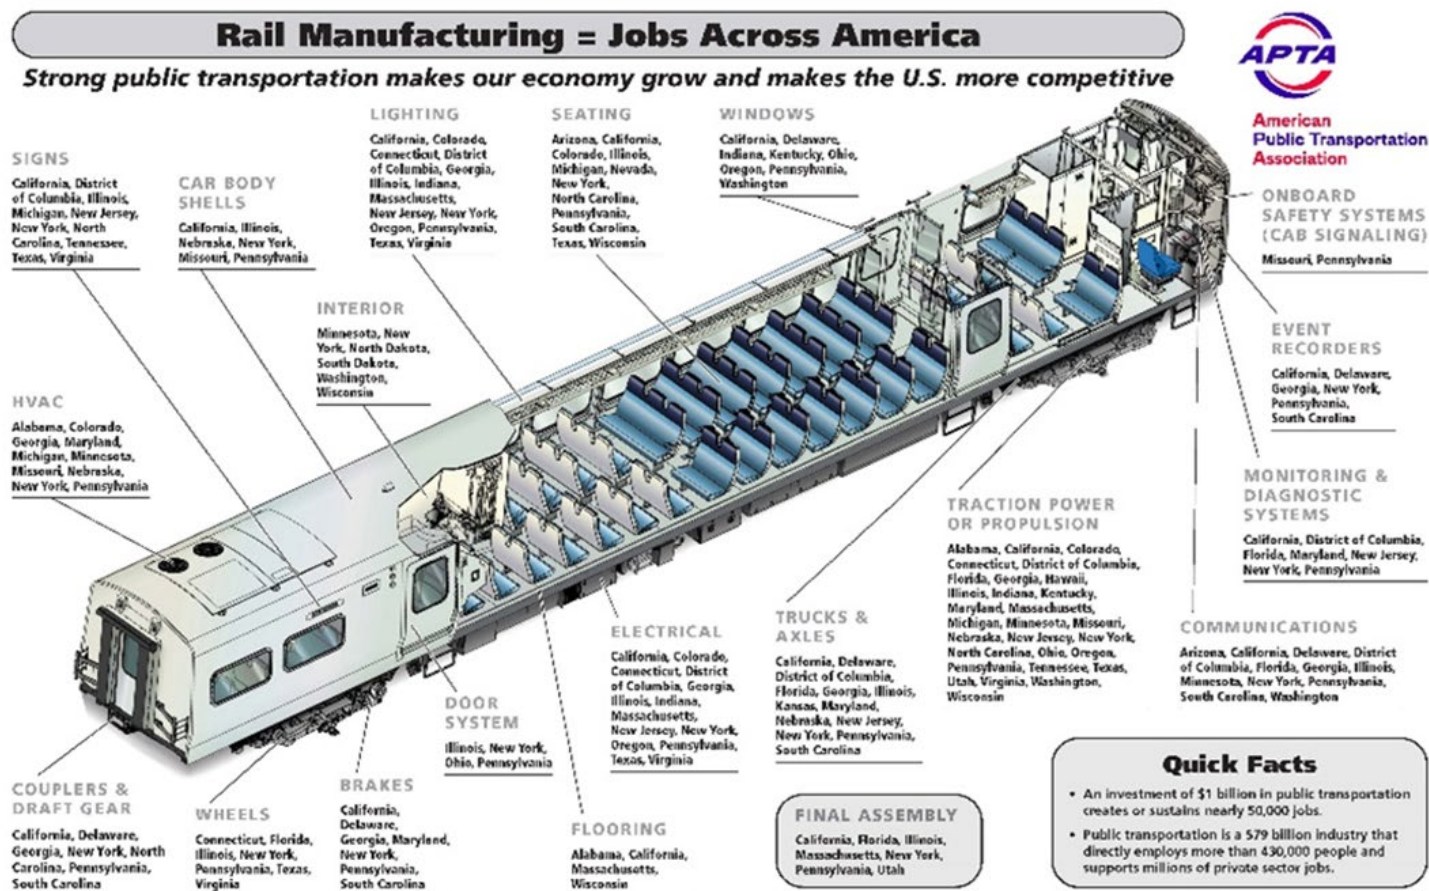 Rail Manufacturing = Jobs Across America
Strong public transportation makes our economy grow and makes the U.S. more competitive
APTA
American
Public Transportation
Association
SIGNS
California, District
of Columbia, Illinois,
Michigan, New Jersey,
New York, North
Carolina, Tennessee,
Texas, Virginia
CAR BODY
SHELLS
California, Illinois,
Nebraska, New York,
Missouri, Pennsylvania
LIGHTING
California, Colorado,
Connecticut, District
of Columbia, Georgia,
Illinois, Indiana,
Massachusetts,
New Jersey, New York,
Oregon, Pennsylvania,
Texas, Virginia
SEATING
Arizona, California,
Colorado, Illinois,
Michigan, Nevada,
New York,
North Carolina,
Pennsylvania,
South Carolina,
Texas, Wisconsin
WINDOWS
California, Delaware,
Indiana, Kentucky, Ohio,
Oregon, Pennsylvania,
Washington
ONBOARD
SAFETY SYSTEMS
(CAB SIGNALING)
Missouri, Pennsylvania
INTERIOR
Minnesota, New
York, North Dakota,
South Dakota,
Washington,
Wisconsin
EVENT
RECORDERS
California, Delaware,
Georgia, New York,
Pennsylvania,
South Carolina
HVAC
Alabama, Colorado,
Georgia, Maryland,
Michigan, Minnesota,
Missouri, Nebraska,
New York, Pennsylvania
MONITORING &
DIAGNOSTIC
SYSTEMS
California, District of Columbia,
Florida, Maryland, New Jersey,
New York, Pennsylvania
TRACTION POWER
OR PROPULSION
Alabama, California, Colorado,
Connecticut, District of Columbia,
Florida, Georgia, Hawaii,
Illinois, Indiana, Kentucky,
Maryland, Massachusetts,
Michigan, Minnesota, Missouri,
Nebraska, New Jersey, New York,
North Carolina, Ohio, Oregon,
Pennsylvania, Tennessee, Texas,
Utah, Virginia, Washington,
Wisconsin
COMMUNICATIONS
Arizona, California, Delaware, District
of Columbia, Florida, Georgia, Illinois,
Minnesota, New York, Pennsylvania,
South Carolina, Washington
TRUCKS &
AXLES
California, Delaware,
District of Columbia,
Florida, Georgia, Illinois,
Kansas, Maryland,
Nebraska, New Jersey,
New York, Pennsylvania,
South Carolina
ELECTRICAL
California, Colorado,
Connecticut, District
of Columbia, Georgia,
Illinois, Indiana,
Massachusetts,
New Jersey, New York,
Oregon, Pennsylvania,
Texas, Virginia
DOOR
SYSTEM
Illinois, New York,
Ohio, Pennsylvania
COUPLERS &
DRAFT GEAR
California, Delaware,
Georgia, New York, North
Carolina, Pennsylvania,
South Carolina
WHEELS
Connecticut, Florida,
Illinois, New York,
Pennsylvania, Texas,
Virginia
BRAKES
California,
Delaware,
Georgia, Maryland,
New York,
Pennsylvania,
South Carolina
FLOORING
Alabama, California,
Massachusetts,
Wisconsin
FINAL ASSEMBLY
California, Florida, Illinois,
Massachusetts, New York,
Pennsylvania, Utah
Quick Facts
• An investment of $1 billion in public transportation
creates or sustains nearly 50,000 jobs.
• Public transportation is a $79 billion industry that
directly employs more than 430,000 people and
supports millions of private sector jobs.